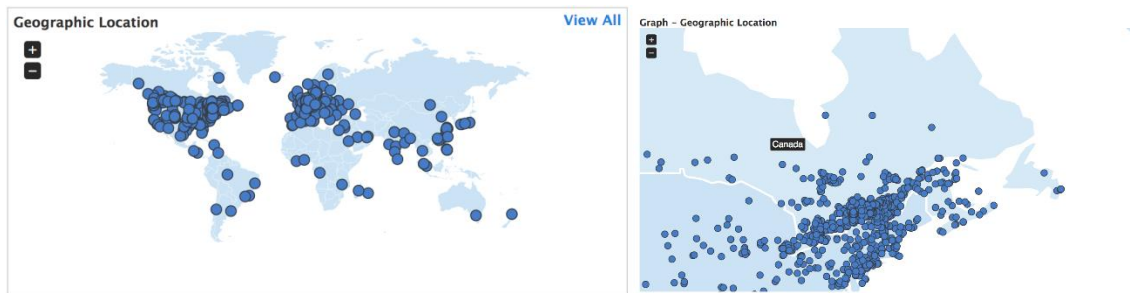 Geographic Location
View All
+
−
Graph – Geographic Location
+
−
Canada